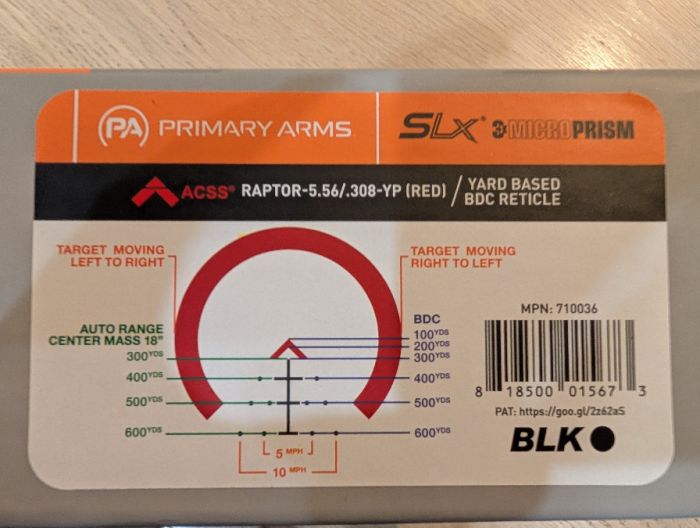 PA PRIMARY ARMS
SLX® 3x MICROPRISM
ACSS® RAPTOR-5.56/.308-YP (RED) / YARD BASED
BDC RETICLE
TARGET MOVING
LEFT TO RIGHT
TARGET MOVING
RIGHT TO LEFT
AUTO RANGE
CENTER MASS 18"
300YDS
400YDS
500YDS
600YDS
BDC
100YDS
200YDS
300YDS
400YDS
500YDS
600YDS
5 MPH
10 MPH
MPN: 710036
8 18500 01567 3
PAT: https://goo.gl/2z62aS
BLK